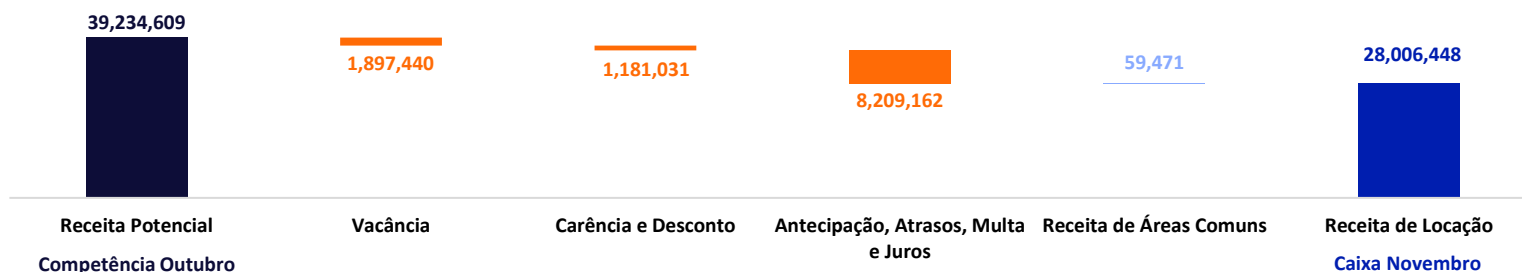 39,234,609
1,897,440
1,181,031
8,209,162
59,471
28,006,448
Receita Potencial
Competência Outubro
Vacância
Carência e Desconto
Antecipação, Atrasos, Multa
e Juros
Receita de Áreas Comuns
Receita de Locação
Caixa Novembro